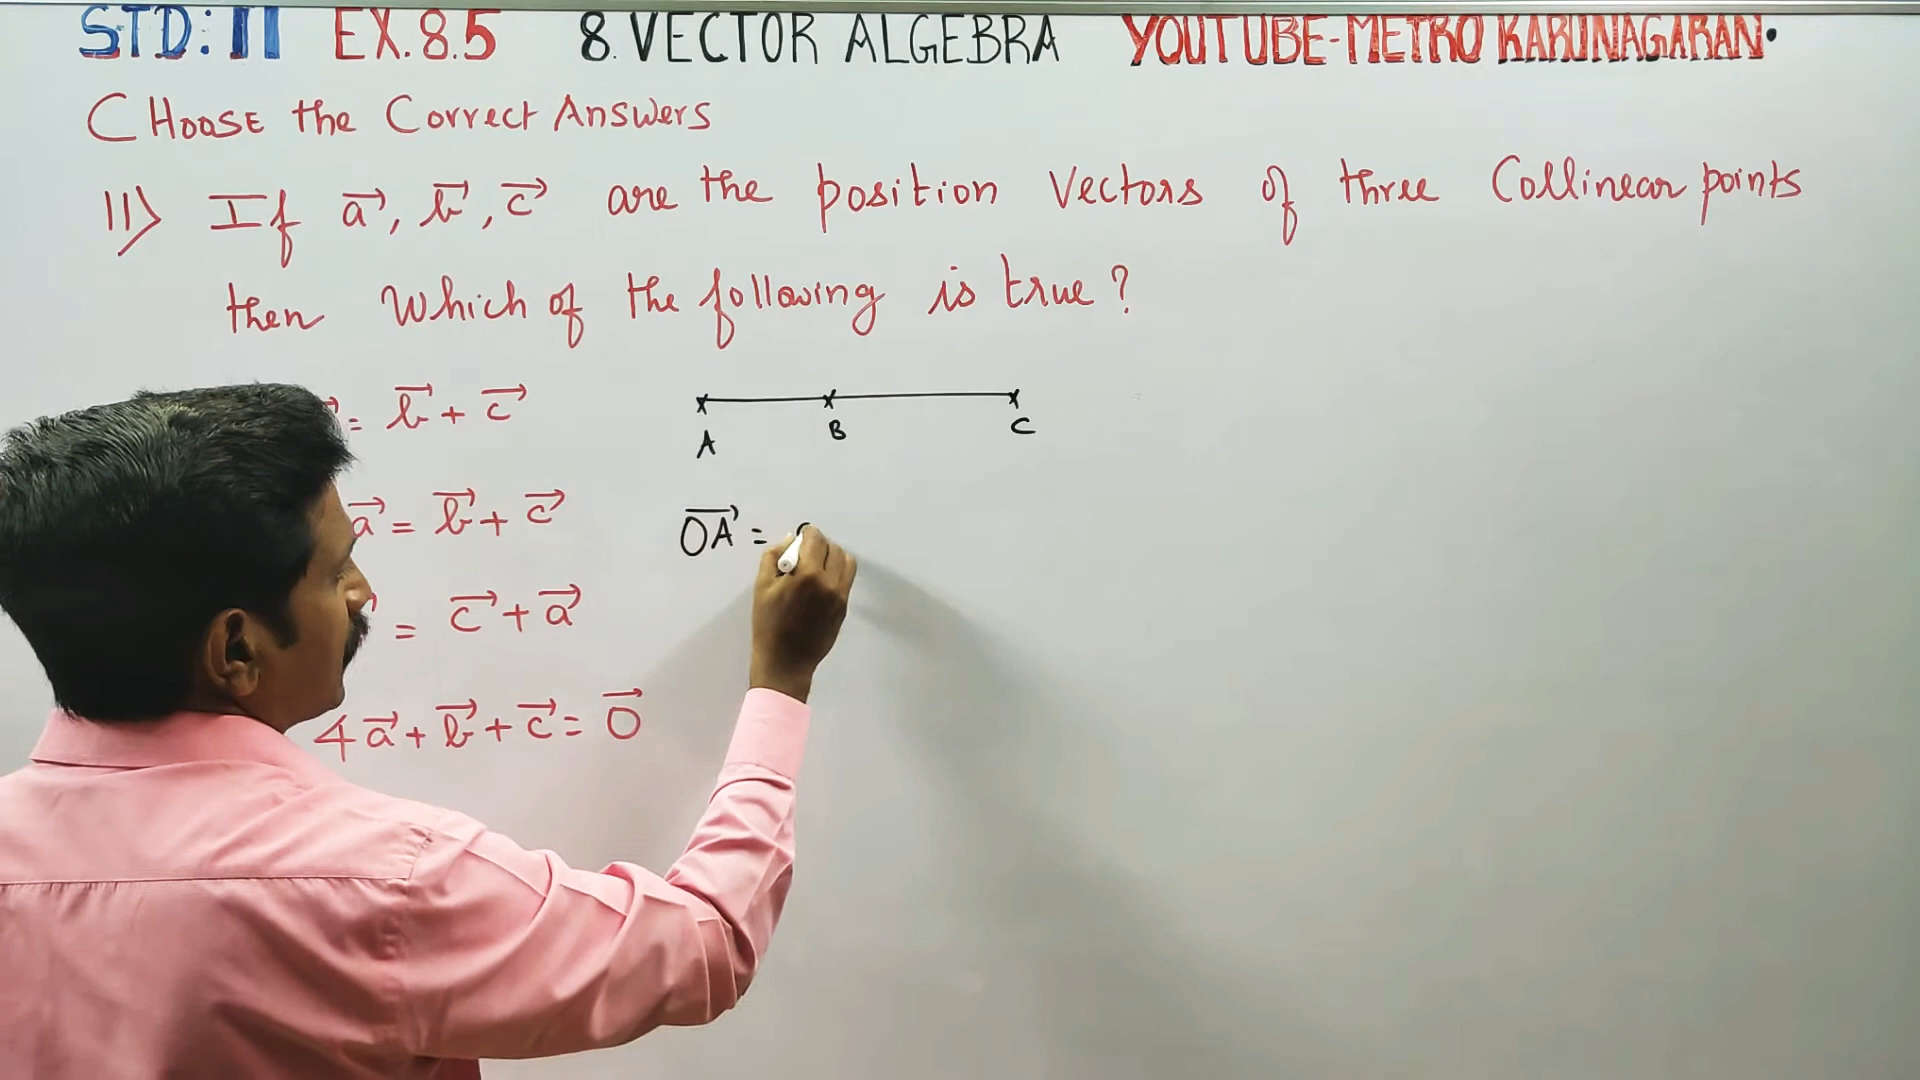 STD: 11 EX.8.5 8. VECTOR ALGEBRA YOUTUBE-METRO KARUNAGARAN.
CHOOSE the Correct Answers
11) If a⃗, b⃗, c⃗ are the position Vectors of three Collinear points
then Which of the following is true?
= b⃗ + c⃗
a⃗ = b⃗ + c⃗
= c⃗ + a⃗
4a⃗ + b⃗ + c⃗ = 0⃗
A B C
OA⃗ =